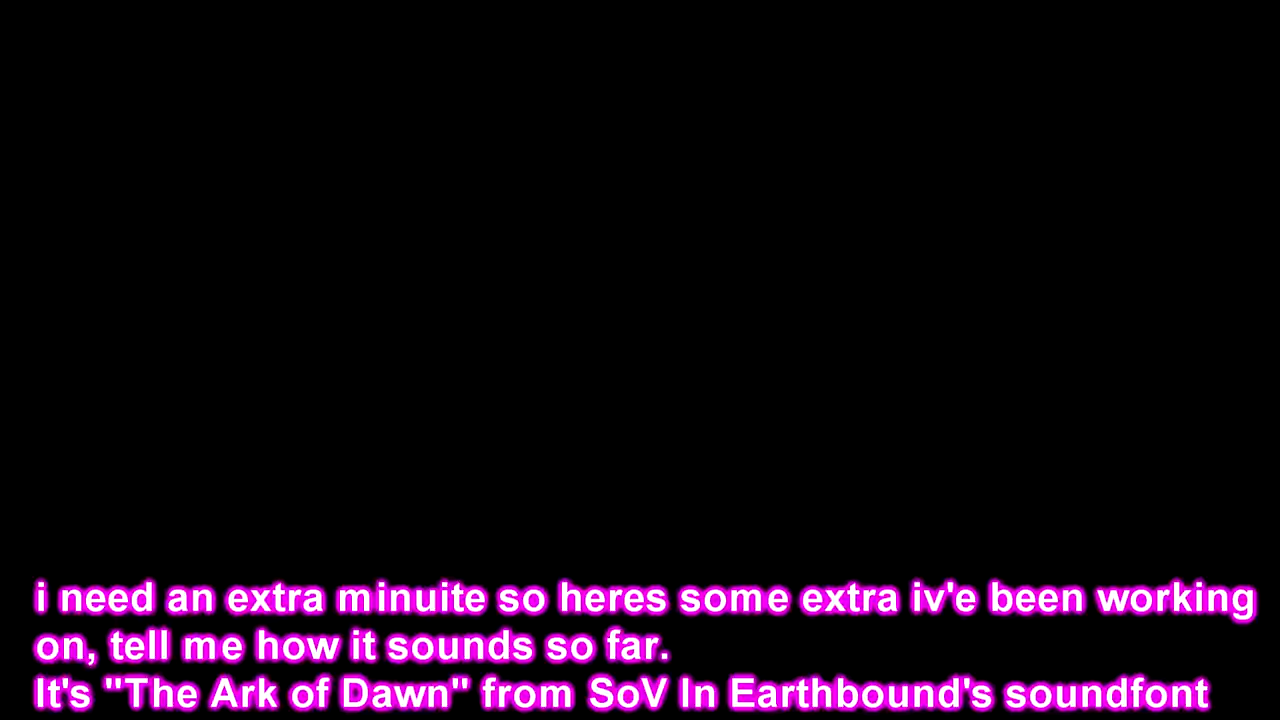 i need an extra minuite so heres some extra iv'e been working
on, tell me how it sounds so far.
It's "The Ark of Dawn" from SoV In Earthbound's soundfont